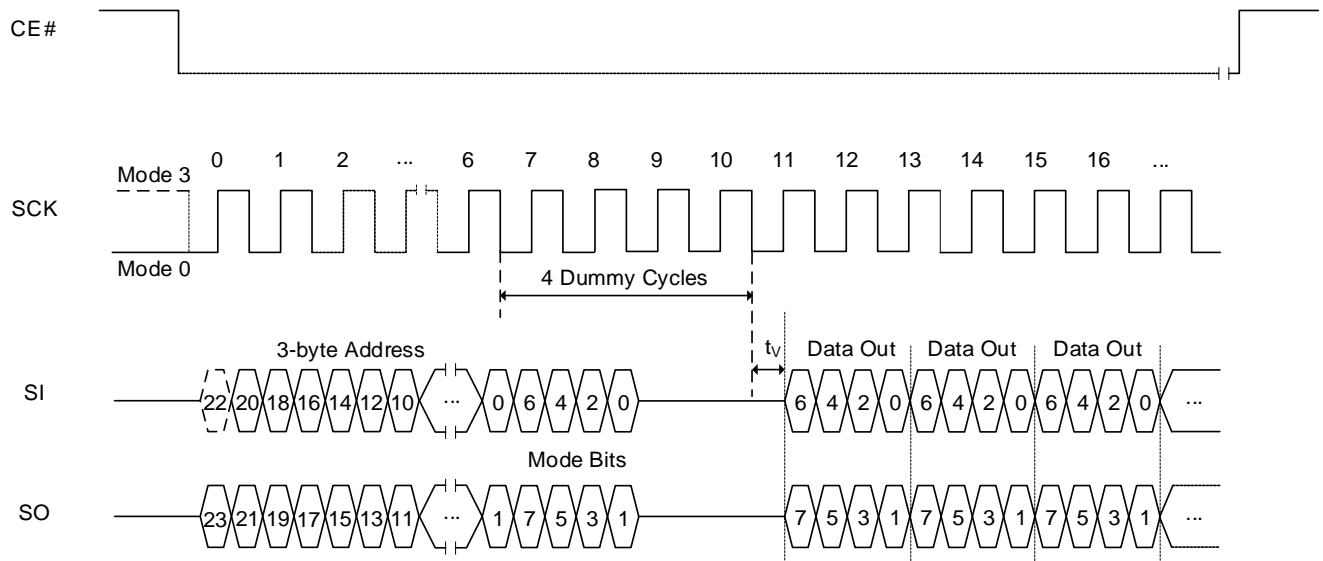 CE#
0 1 2 ... 6 7 8 9 10 11 12 13 14 15 16 ...
Mode 3
SCK
Mode 0
4 Dummy Cycles
3-byte Address tV Data Out Data Out Data Out
SI 22 20 18 16 14 12 10 ... 0 6 4 2 0 6 4 2 0 6 4 2 0 6 4 2 0 ...
Mode Bits
SO 23 21 19 17 15 13 11 ... 1 7 5 3 1 7 5 3 1 7 5 3 1 7 5 3 1 ...